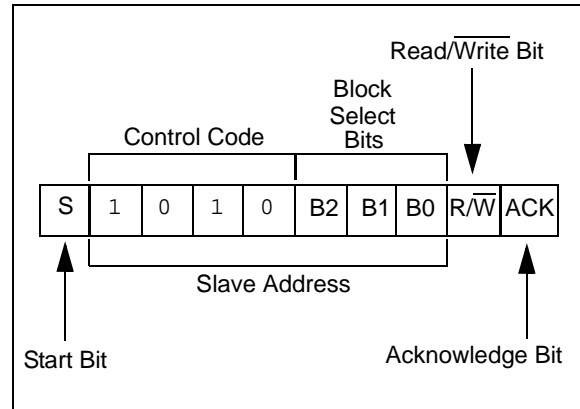 Read/Write Bit
Block
Select
Bits
Control Code
S 1 0 1 0 B2 B1 B0 R/W ACK
Slave Address
Start Bit
Acknowledge Bit